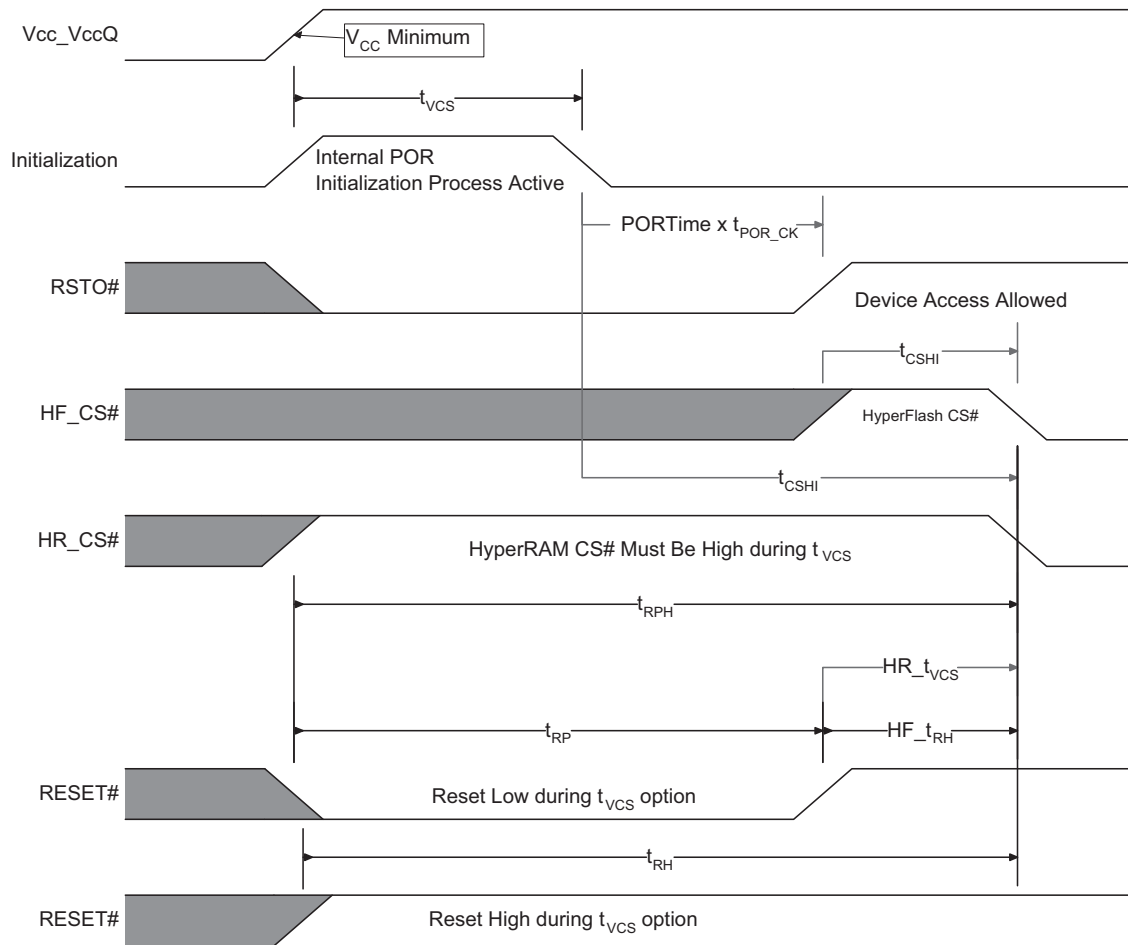 Vcc_VccQ
VCC Minimum
tVCS
Initialization
Internal POR
Initialization Process Active
PORTime x tPOR_CK
RSTO#
Device Access Allowed
tCSHI
HF_CS#
HyperFlash CS#
tCSHI
HR_CS#
HyperRAM CS# Must Be High during tVCS
tRPH
HR_tVCS
tRP
HF_tRH
RESET#
Reset Low during tVCS option
tRH
RESET#
Reset High during tVCS option